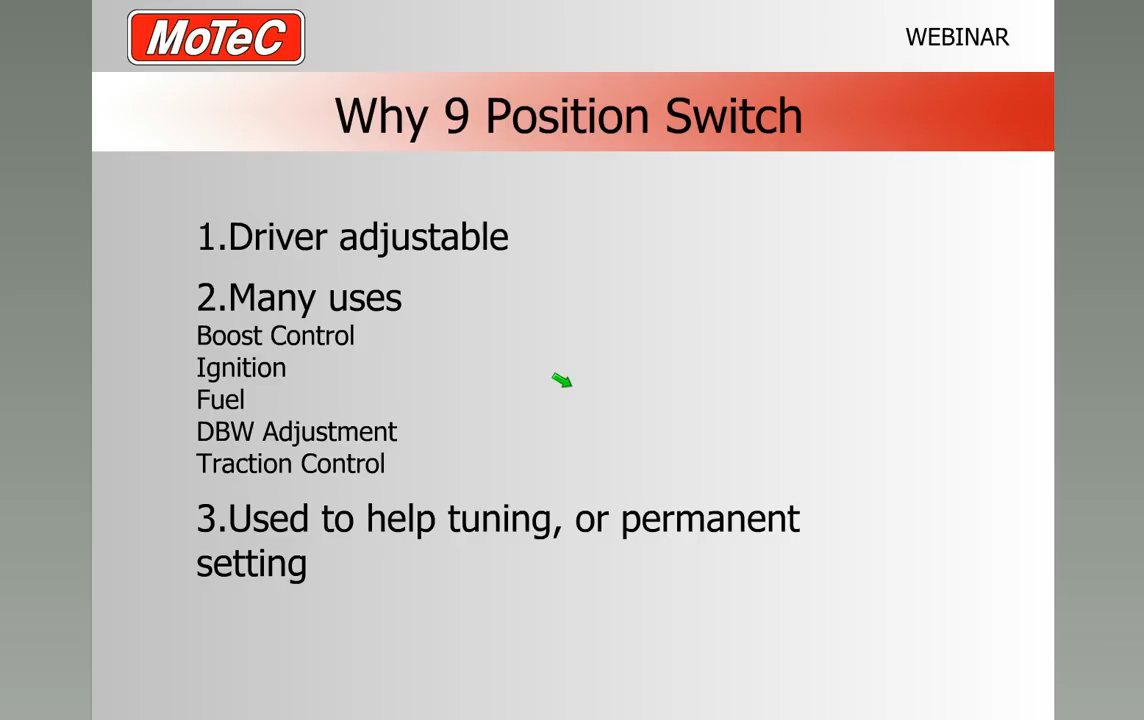 MoTeC
WEBINAR
Why 9 Position Switch
1.Driver adjustable
2.Many uses
Boost Control
Ignition
Fuel
DBW Adjustment
Traction Control
3.Used to help tuning, or permanent
setting